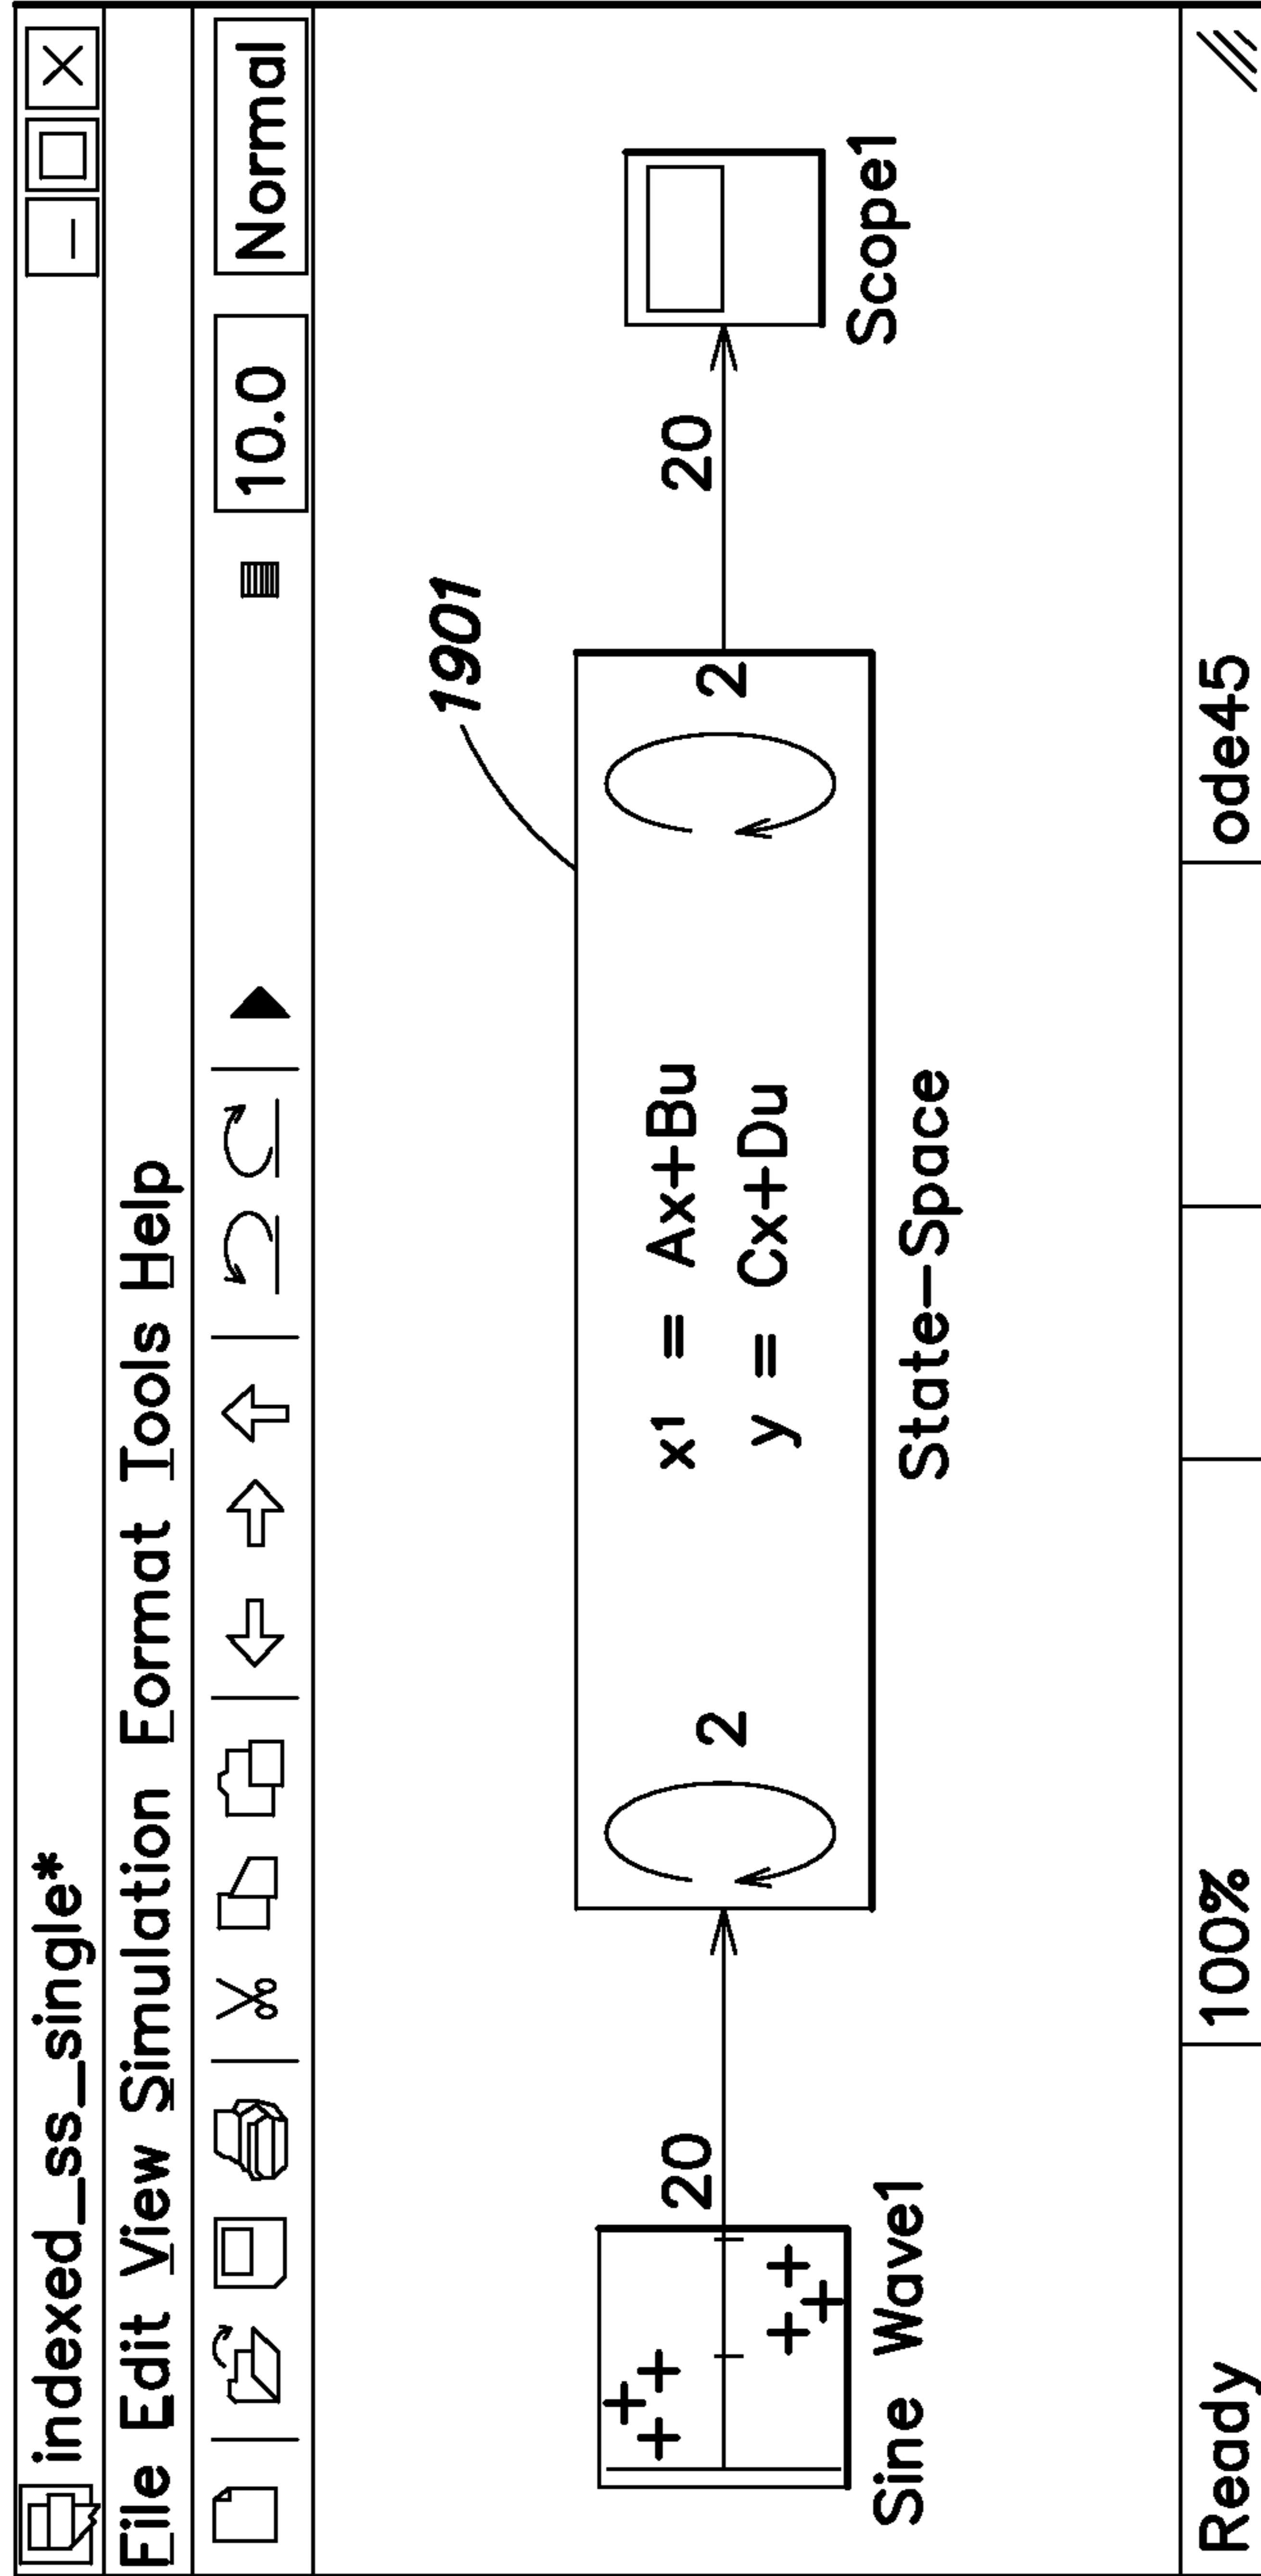 indexed_ss_single*
File Edit View Simulation Format Tools Help
10.0 Normal
1901
20 20
2 2
x¹ = Ax+Bu
y = Cx+Du
Sine Wave1
State-Space
Scope1
Ready 100% ode45